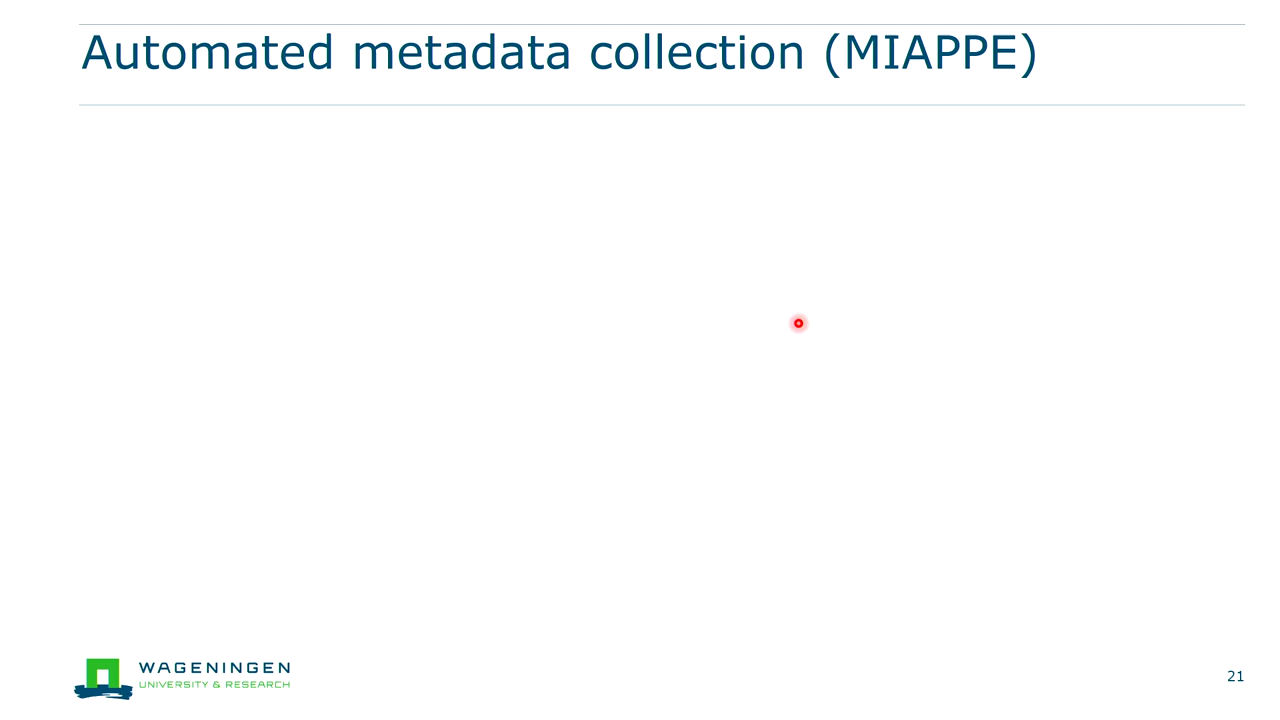 Automated metadata collection (MIAPPE)
WAGENINGEN
UNIVERSITY & RESEARCH
21